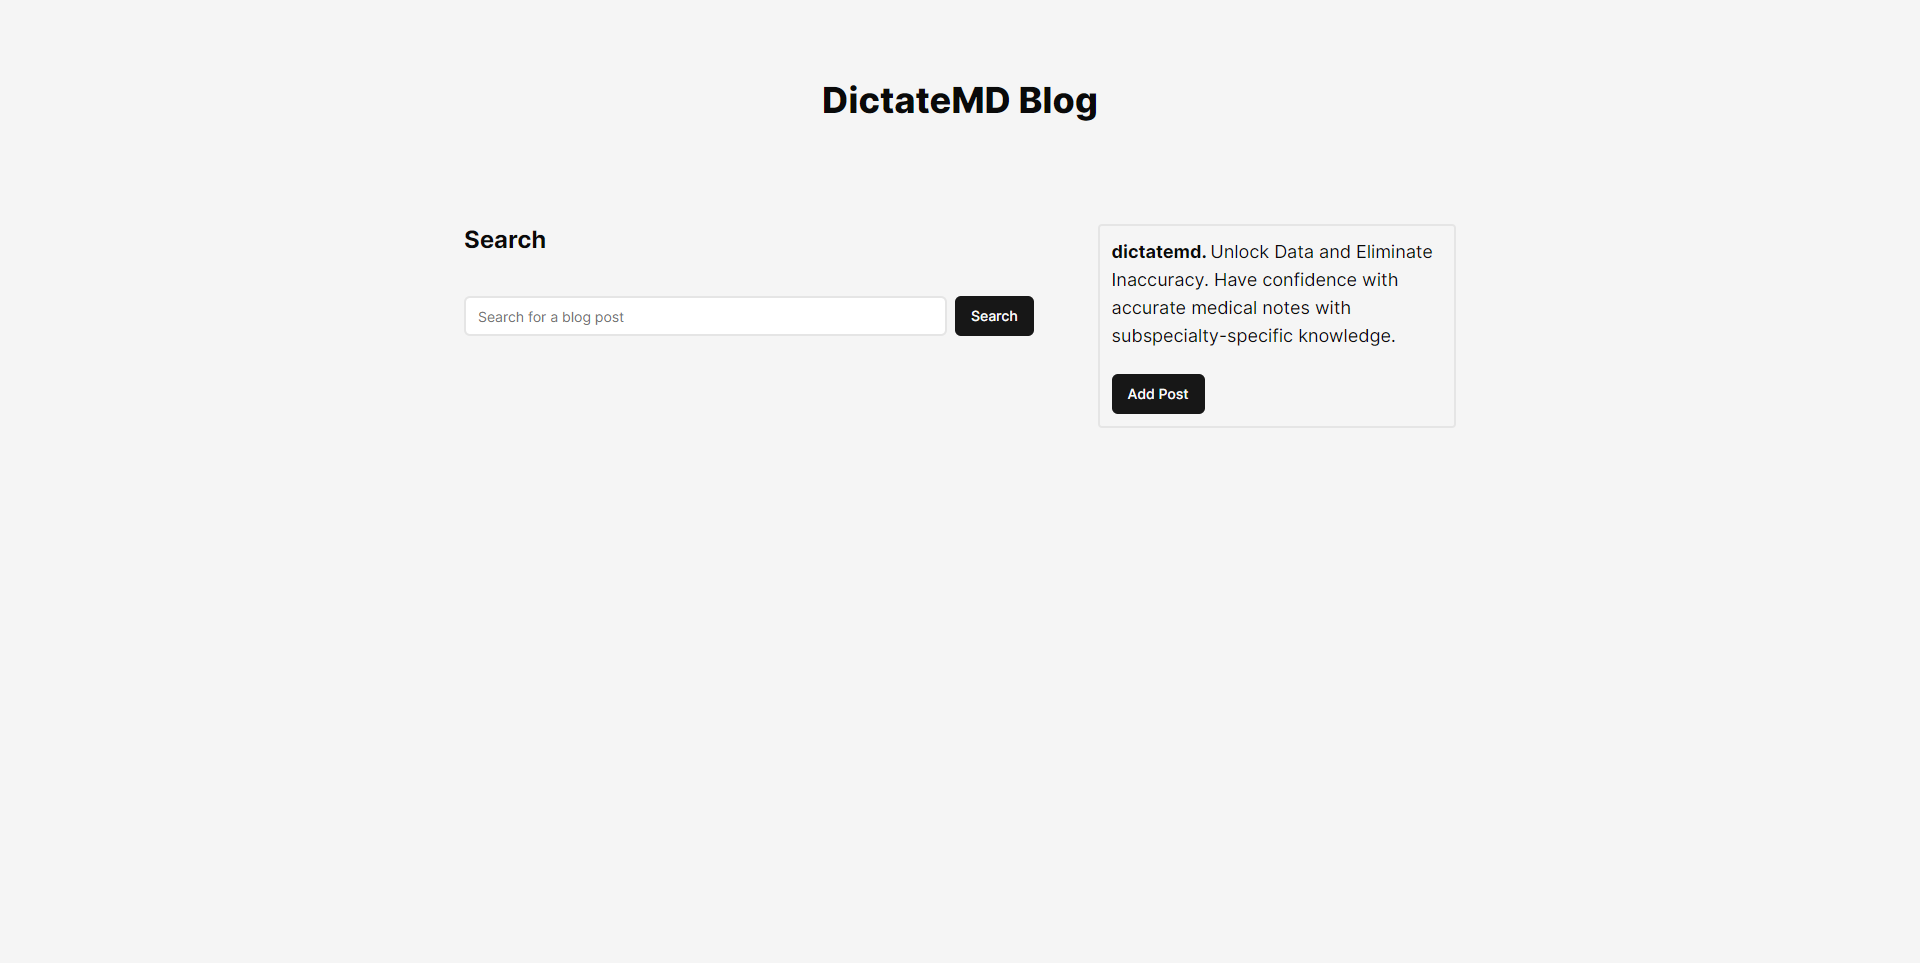 DictateMD Blog
Search
Search for a blog post
Search
dictatemd. Unlock Data and Eliminate
Inaccuracy. Have confidence with
accurate medical notes with
subspecialty-specific knowledge.
Add Post